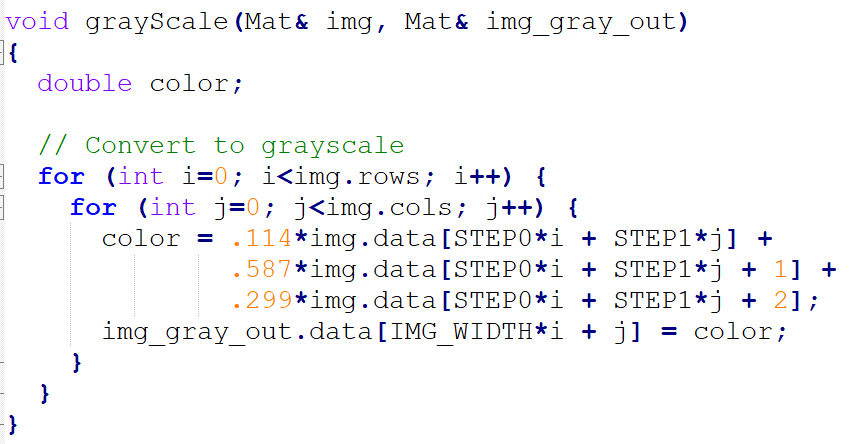 void grayScale(Mat& img, Mat& img_gray_out)
{
  double color;

  // Convert to grayscale
  for (int i=0; i<img.rows; i++) {
    for (int j=0; j<img.cols; j++) {
      color = .114*img.data[STEP0*i + STEP1*j] +
              .587*img.data[STEP0*i + STEP1*j + 1] +
              .299*img.data[STEP0*i + STEP1*j + 2];
      img_gray_out.data[IMG_WIDTH*i + j] = color;
    }
  }
}